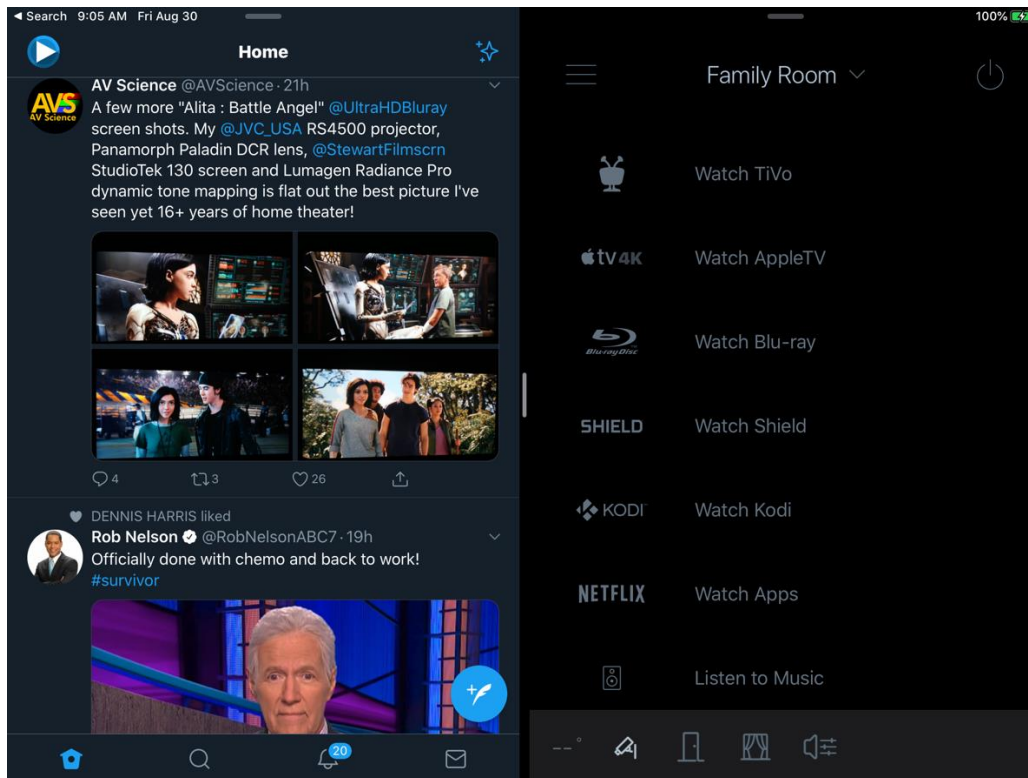 Search 9:05 AM Fri Aug 30
100%
Home
AVS
AV Science
AV Science @AVScience · 21h
A few more "Alita : Battle Angel" @UltraHDBluray
screen shots. My @JVC_USA RS4500 projector,
Panamorph Paladin DCR lens, @StewartFilmscrn
StudioTek 130 screen and Lumagen Radiance Pro
dynamic tone mapping is flat out the best picture I've
seen yet 16+ years of home theater!
4 3 26
DENNIS HARRIS liked
Rob Nelson @RobNelsonABC7 · 19h
Officially done with chemo and back to work!
#survivor
20
Family Room
Watch TiVo
tv4K Watch AppleTV
Blu-ray Disc Watch Blu-ray
SHIELD Watch Shield
KODI Watch Kodi
NETFLIX Watch Apps
Listen to Music
--°